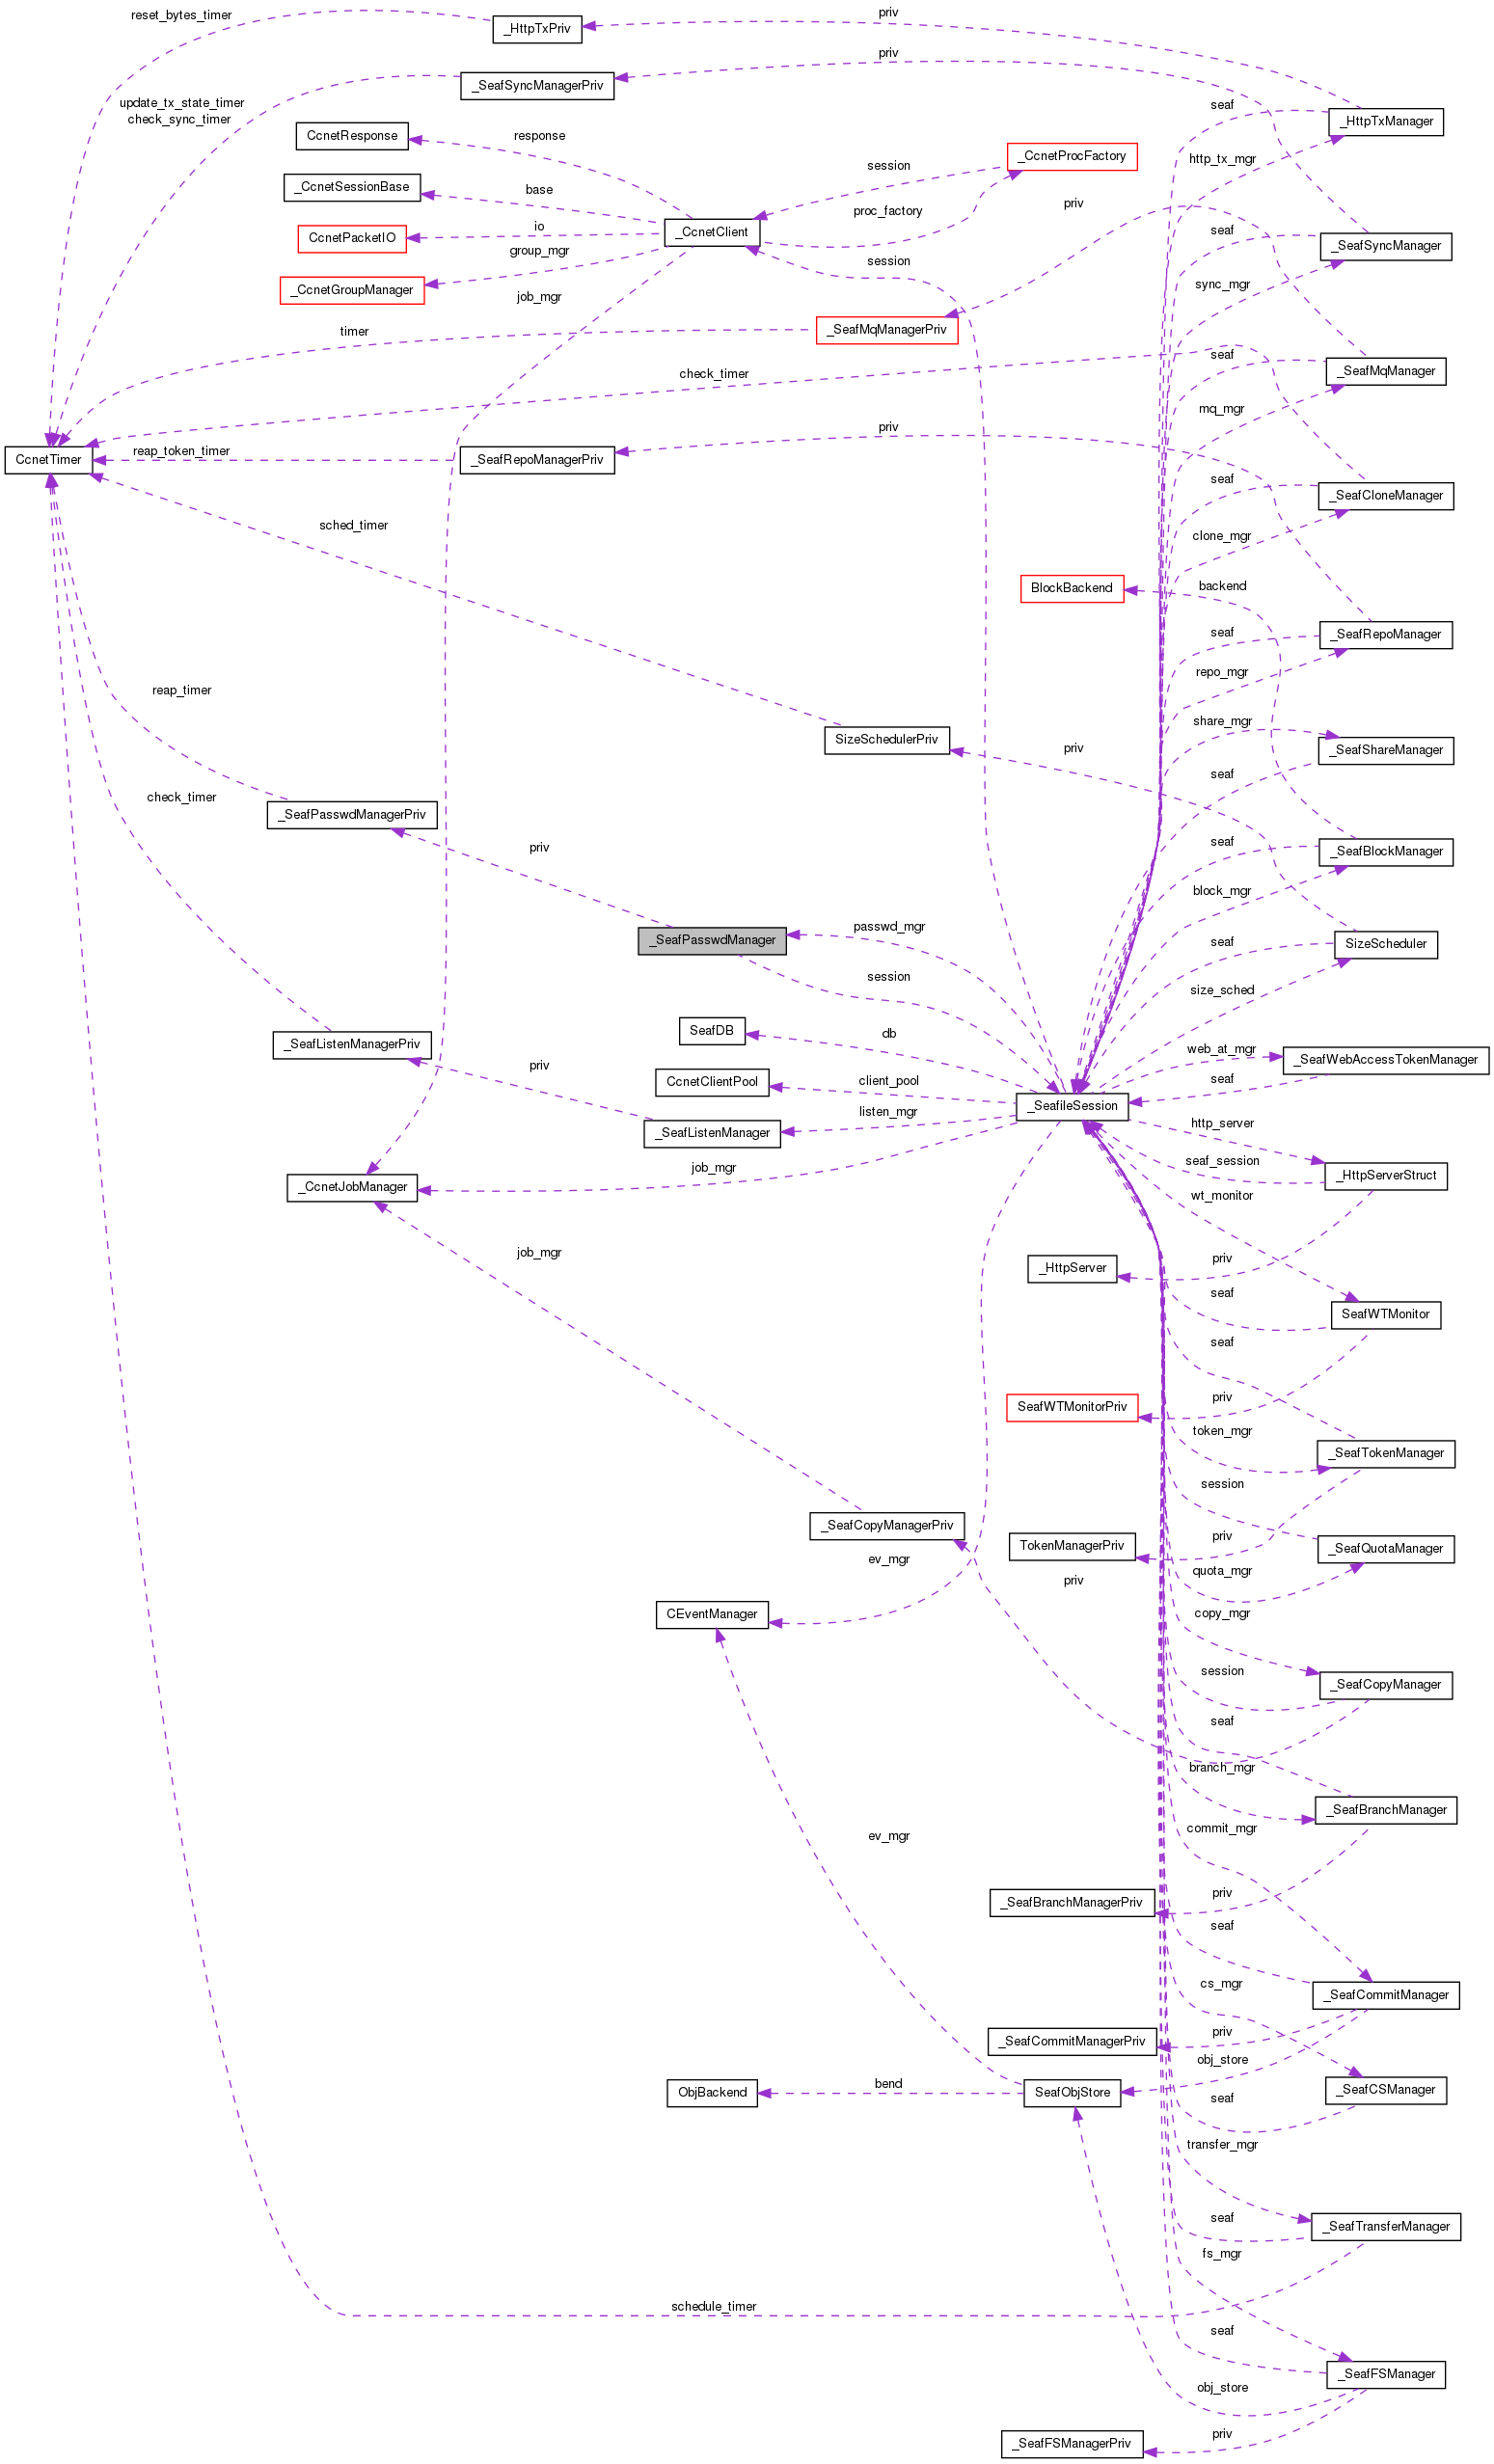 reset_bytes_timer
_HttpTxPriv
priv
priv
_SeafSyncManagerPriv
update_tx_state_timer
check_sync_timer
seaf
_HttpTxManager
CcnetResponse
response
_CcnetProcFactory
session
http_tx_mgr
_CcnetSessionBase
base
priv
proc_factory
io
_CcnetClient
seaf
CcnetPacketIO
group_mgr
_SeafSyncManager
session
_CcnetGroupManager
job_mgr
sync_mgr
timer
_SeafMqManagerPriv
seaf
check_timer
_SeafMqManager
mq_mgr
priv
CcnetTimer
reap_token_timer
_SeafRepoManagerPriv
seaf
_SeafCloneManager
sched_timer
clone_mgr
BlockBackend
backend
seaf
_SeafRepoManager
repo_mgr
reap_timer
share_mgr
SizeSchedulerPriv
priv
_SeafShareManager
seaf
check_timer
_SeafPasswdManagerPriv
priv
seaf
_SeafBlockManager
block_mgr
_SeafPasswdManager
passwd_mgr
seaf
SizeScheduler
session
size_sched
SeafDB
db
_SeafListenManagerPriv
web_at_mgr
_SeafWebAccessTokenManager
priv
CcnetClientPool
client_pool
seaf
_SeafileSession
listen_mgr
http_server
_SeafListenManager
job_mgr
seaf_session
_HttpServerStruct
_CcnetJobManager
wt_monitor
job_mgr
_HttpServer
priv
seaf
SeafWTMonitor
seaf
SeafWTMonitorPriv
priv
token_mgr
_SeafTokenManager
session
_SeafCopyManagerPriv
priv
TokenManagerPriv
_SeafQuotaManager
ev_mgr
quota_mgr
priv
CEventManager
copy_mgr
session
_SeafCopyManager
seaf
branch_mgr
_SeafBranchManager
ev_mgr
commit_mgr
_SeafBranchManagerPriv
priv
seaf
cs_mgr
_SeafCommitManager
_SeafCommitManagerPriv
priv
obj_store
ObjBackend
bend
SeafObjStore
_SeafCSManager
seaf
transfer_mgr
seaf
_SeafTransferManager
fs_mgr
schedule_timer
seaf
_SeafFSManager
obj_store
_SeafFSManagerPriv
priv